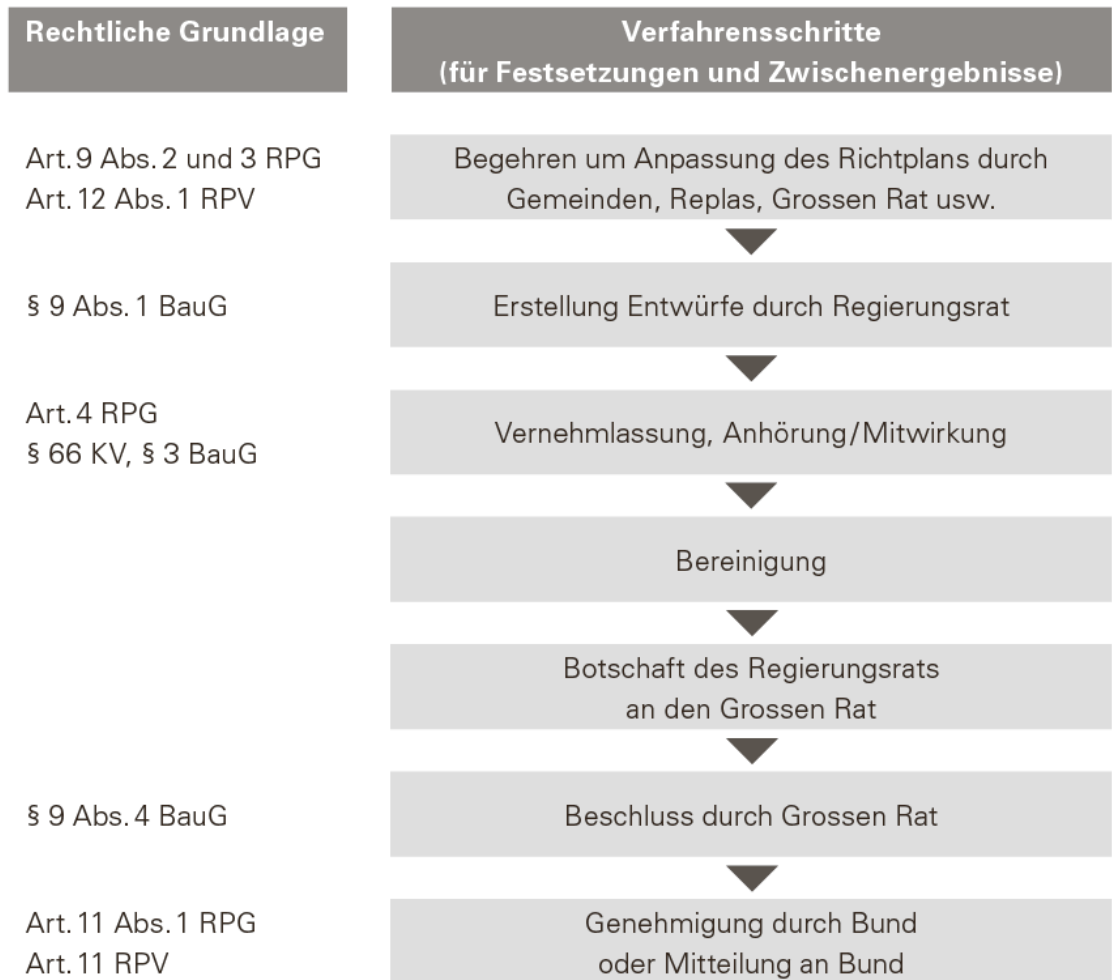 Rechtliche Grundlage
Verfahrensschritte
(für Festsetzungen und Zwischenergebnisse)
Art. 9 Abs. 2 und 3 RPG
Art. 12 Abs. 1 RPV
Begehren um Anpassung des Richtplans durch
Gemeinden, Replas, Grossen Rat usw.
§ 9 Abs. 1 BauG
Erstellung Entwürfe durch Regierungsrat
Art. 4 RPG
§ 66 KV, § 3 BauG
Vernehmlassung, Anhörung/Mitwirkung
Bereinigung
Botschaft des Regierungsrats
an den Grossen Rat
§ 9 Abs. 4 BauG
Beschluss durch Grossen Rat
Art. 11 Abs. 1 RPG
Art. 11 RPV
Genehmigung durch Bund
oder Mitteilung an Bund